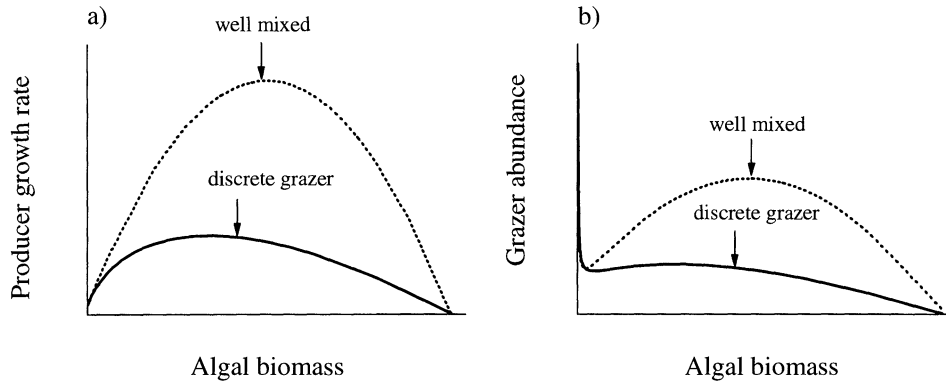 a)
well mixed
discrete grazer
Producer growth rate
Algal biomass
b)
well mixed
discrete grazer
Grazer abundance
Algal biomass